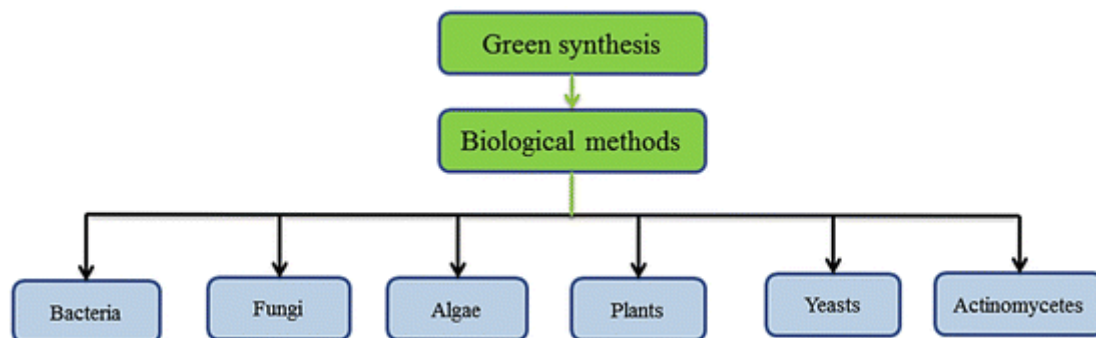 Green synthesis
Biological methods
Bacteria
Fungi
Algae
Plants
Yeasts
Actinomycetes